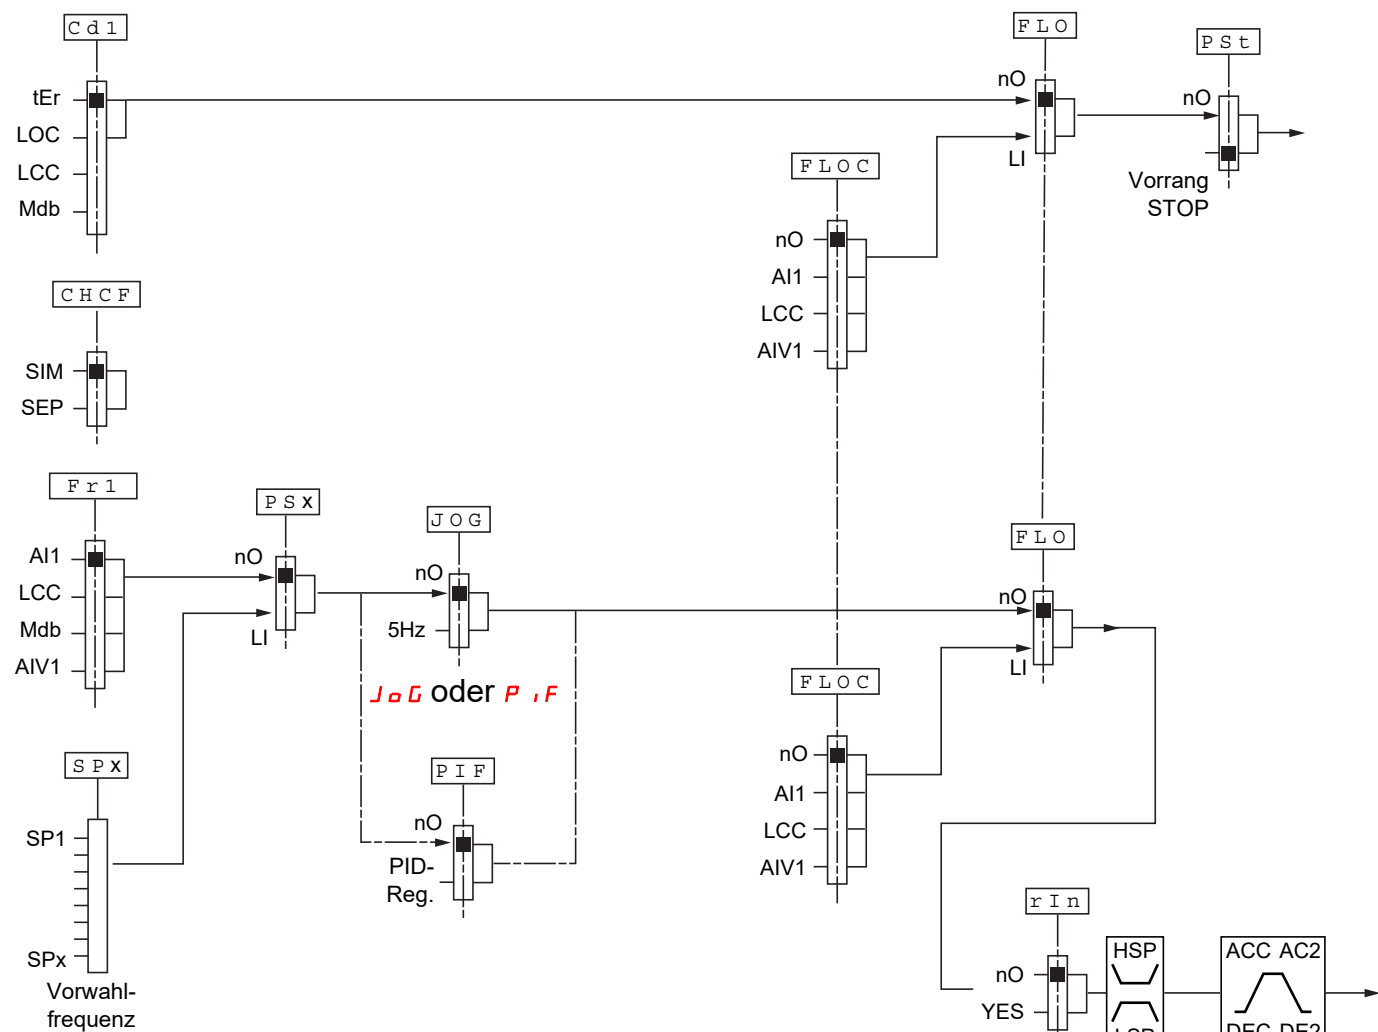 Cd1
tEr
LOC
LCC
Mdb
CHCF
SIM
SEP
Fr1
AI1
LCC
Mdb
AIV1
SPx
SP1
SPx
Vorwahl-
frequenz
PSX
nO
LI
JOG
nO
5Hz
JoG oder PiF
PIF
nO
PID-
Reg.
FLOC
nO
AI1
LCC
AIV1
FLO
nO
LI
PSt
nO
Vorrang
STOP
FLO
nO
LI
FLOC
nO
AI1
LCC
AIV1
rIn
nO
YES
HSP
LSP
ACC AC2
DEC DE2